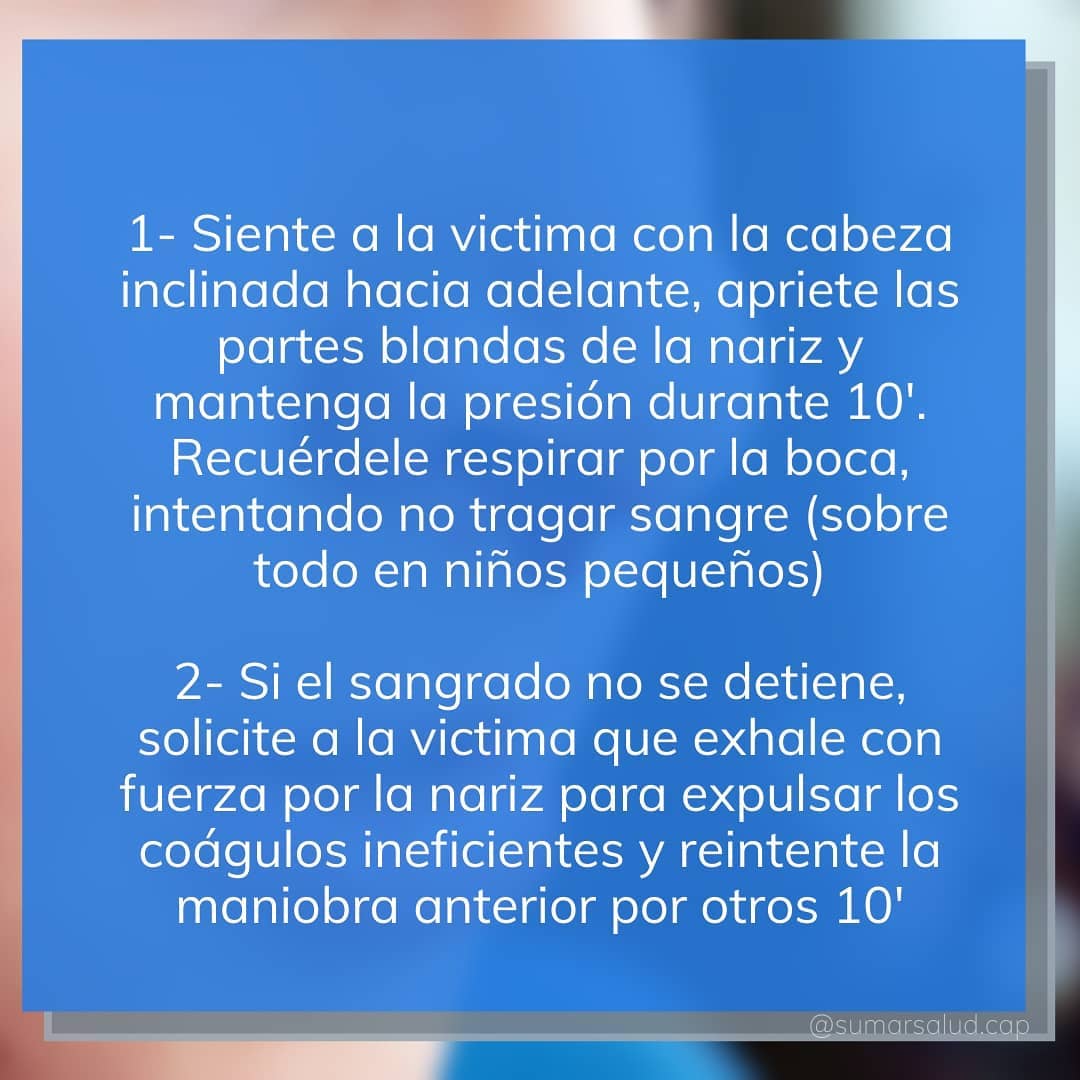 1- Siente a la victima con la cabeza
inclinada hacia adelante, apriete las
partes blandas de la nariz y
mantenga la presión durante 10'.
Recuérdele respirar por la boca,
intentando no tragar sangre (sobre
todo en niños pequeños)
2- Si el sangrado no se detiene,
solicite a la victima que exhale con
fuerza por la nariz para expulsar los
coágulos ineficientes y reintente la
maniobra anterior por otros 10'
@sumarsalud.cap